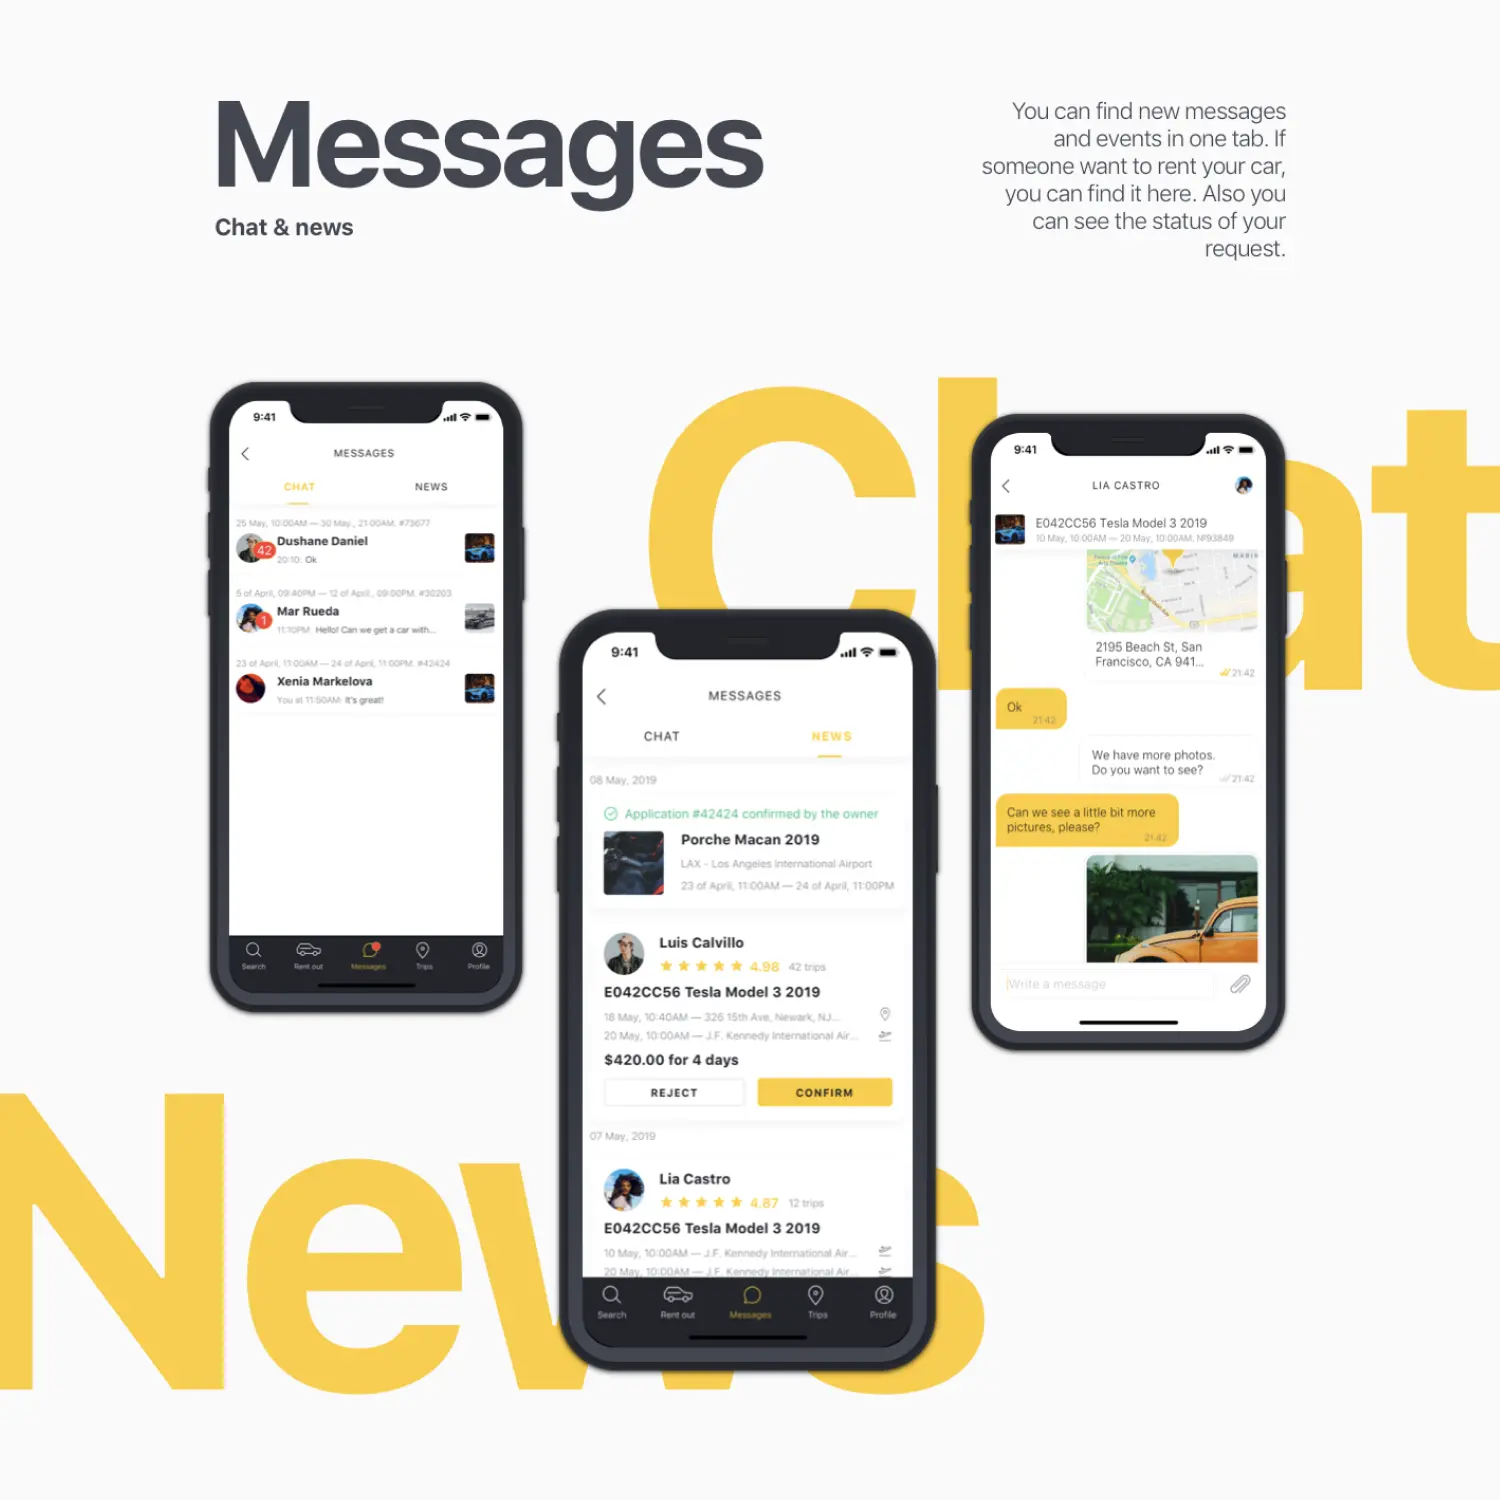 Messages
Chat & news
You can find new messages
and events in one tab. If
someone want to rent your car,
you can find it here. Also you
can see the status of your
request.
Chat
News
9:41
MESSAGES
CHAT
NEWS
25 May, 10:00AM — 30 May., 21:00AM, #73677
Dushane Daniel
42
20:10: Ok
5 of April, 09:40PM — 12 of April., 09:00PM, #30203
Mar Rueda
1
11:10PM: Hello! Can we get a car with...
23 of April, 11:00AM — 24 of April, 11:00PM, #42424
Xenia Markelova
You at 11:50AM: It's great!
Search
Rent out
Messages
Trips
Profile
9:41
MESSAGES
CHAT
NEWS
08 May, 2019
Application #42424 confirmed by the owner
Porche Macan 2019
LAX - Los Angeles International Airport
23 of April, 11:00AM — 24 of April, 11:00PM
Luis Calvillo
4.98 42 trips
E042CC56 Tesla Model 3 2019
18 May, 10:40AM — 326 15th Ave, Newark, NJ...
20 May, 10:00AM — J.F. Kennedy International Air...
$420.00 for 4 days
REJECT
CONFIRM
07 May, 2019
Lia Castro
4.87 12 trips
E042CC56 Tesla Model 3 2019
10 May, 10:00AM — J.F. Kennedy International Air...
20 May, 10:00AM — J.F. Kennedy International Air...
Search
Rent out
Messages
Trips
Profile
9:41
LIA CASTRO
E042CC56 Tesla Model 3 2019
10 May, 10:00AM — 20 May, 10:00AM, №93849
MARIN
2195 Beach St, San
Francisco, CA 941...
21:42
Ok
21:42
We have more photos.
Do you want to see?
21:42
Can we see a little bit more
pictures, please?
21:42
Write a message